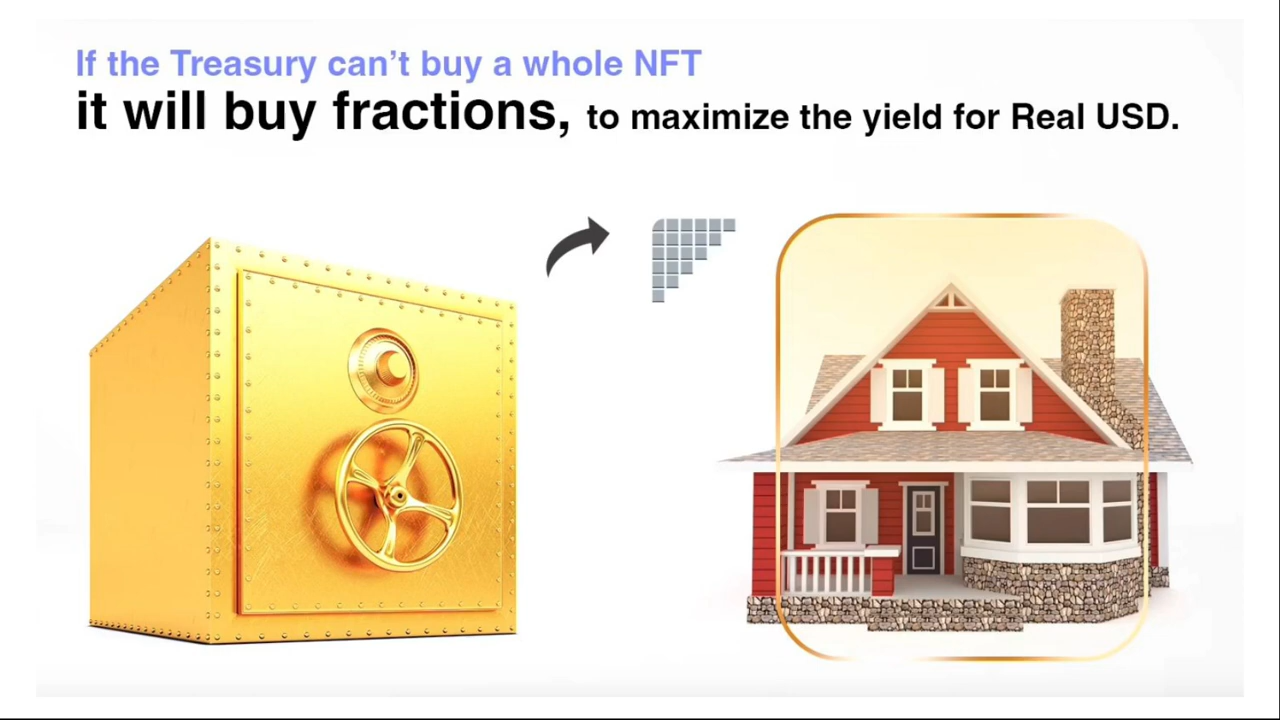 If the Treasury can’t buy a whole NFT
it will buy fractions, to maximize the yield for Real USD.